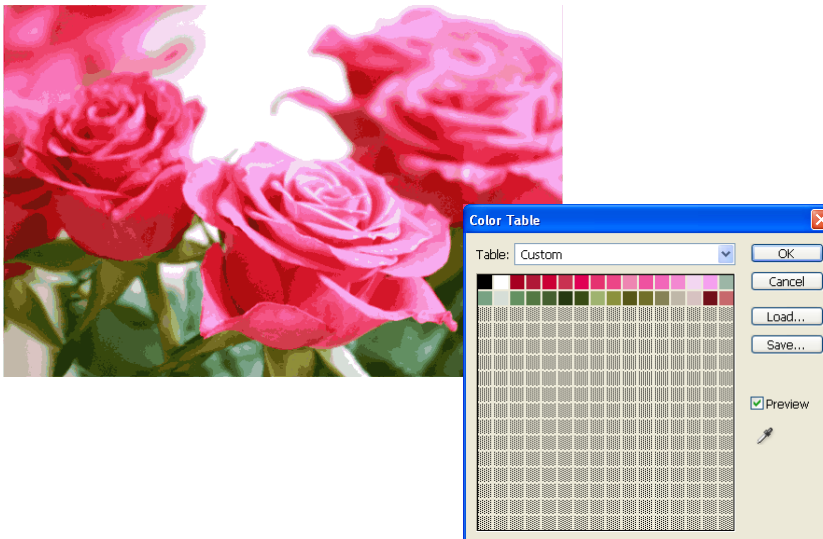 Color Table
Table: Custom
OK
Cancel
Load...
Save...
Preview